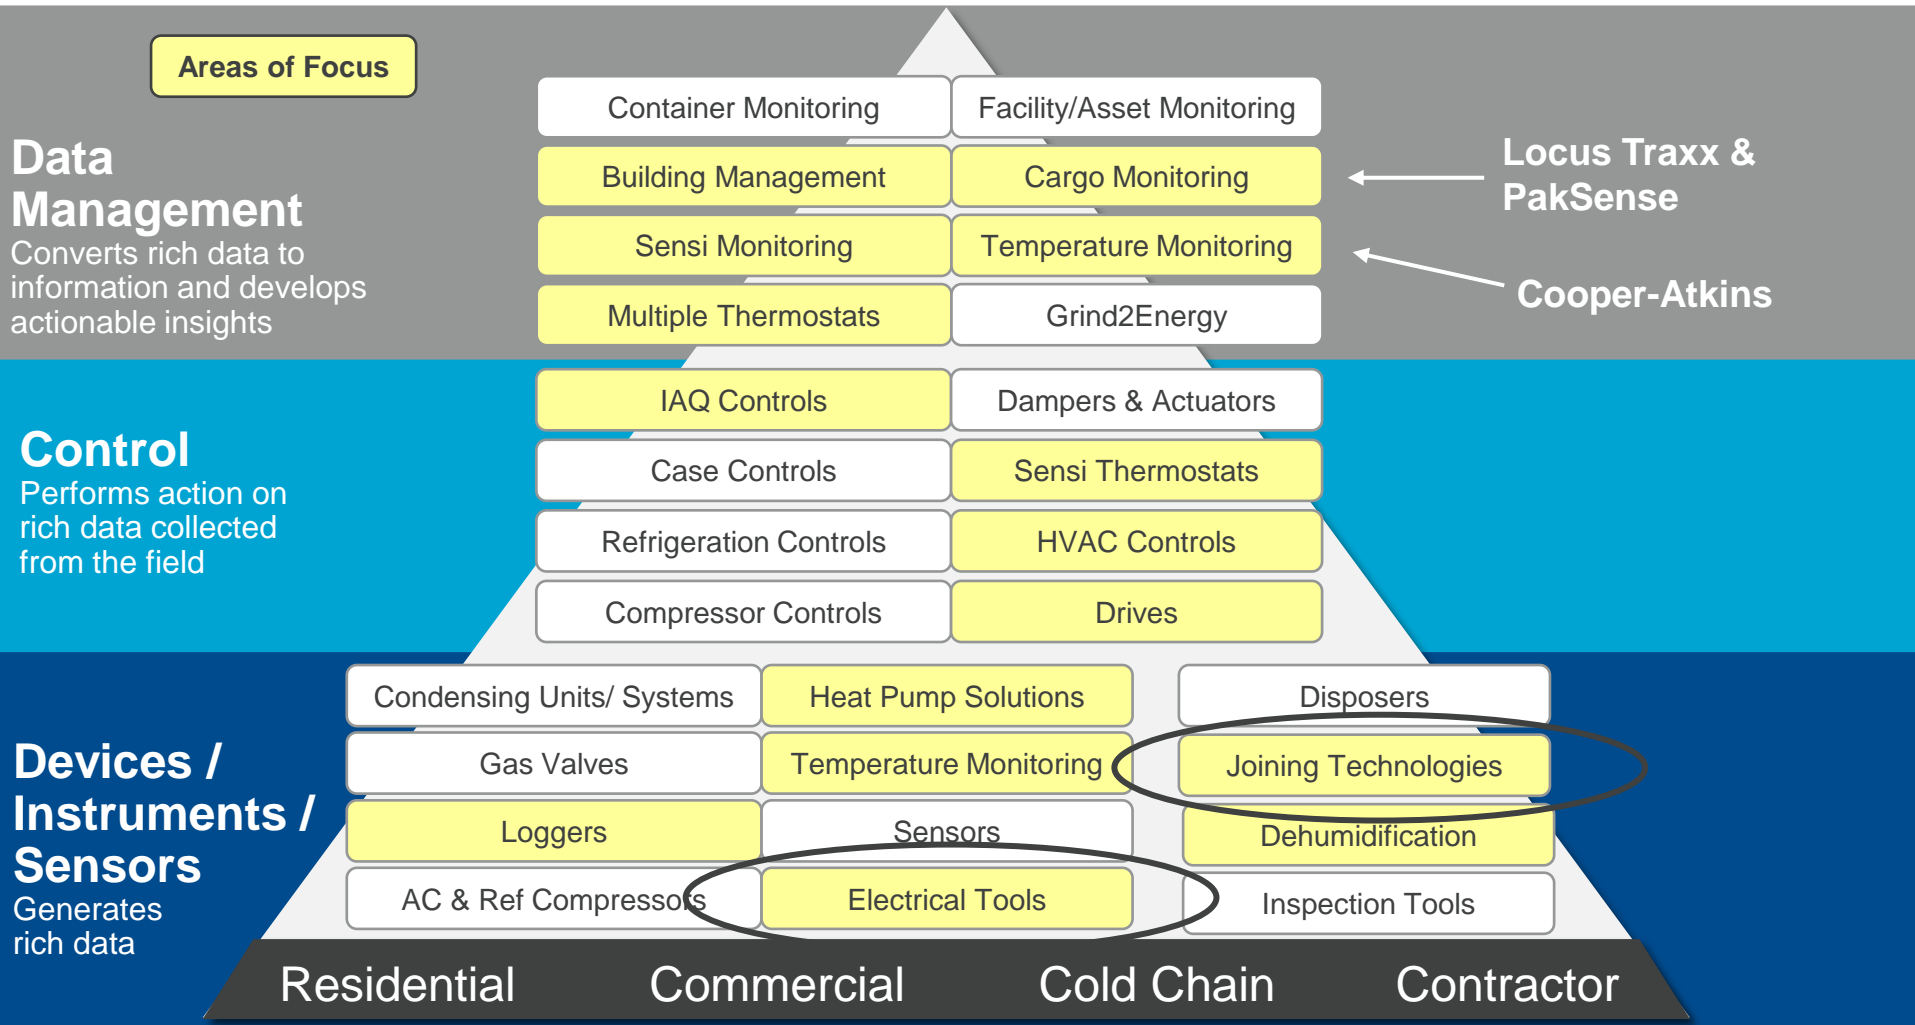 Areas of Focus
Data
Management
Converts rich data to
information and develops
actionable insights
Container Monitoring
Facility/Asset Monitoring
Building Management
Cargo Monitoring
Sensi Monitoring
Temperature Monitoring
Multiple Thermostats
Grind2Energy
Locus Traxx &
PakSense
Cooper-Atkins
Control
Performs action on
rich data collected
from the field
IAQ Controls
Dampers & Actuators
Case Controls
Sensi Thermostats
Refrigeration Controls
HVAC Controls
Compressor Controls
Drives
Devices /
Instruments /
Sensors
Generates
rich data
Condensing Units/ Systems
Heat Pump Solutions
Disposers
Gas Valves
Temperature Monitoring
Joining Technologies
Loggers
Sensors
Dehumidification
AC & Ref Compressors
Electrical Tools
Inspection Tools
Residential
Commercial
Cold Chain
Contractor